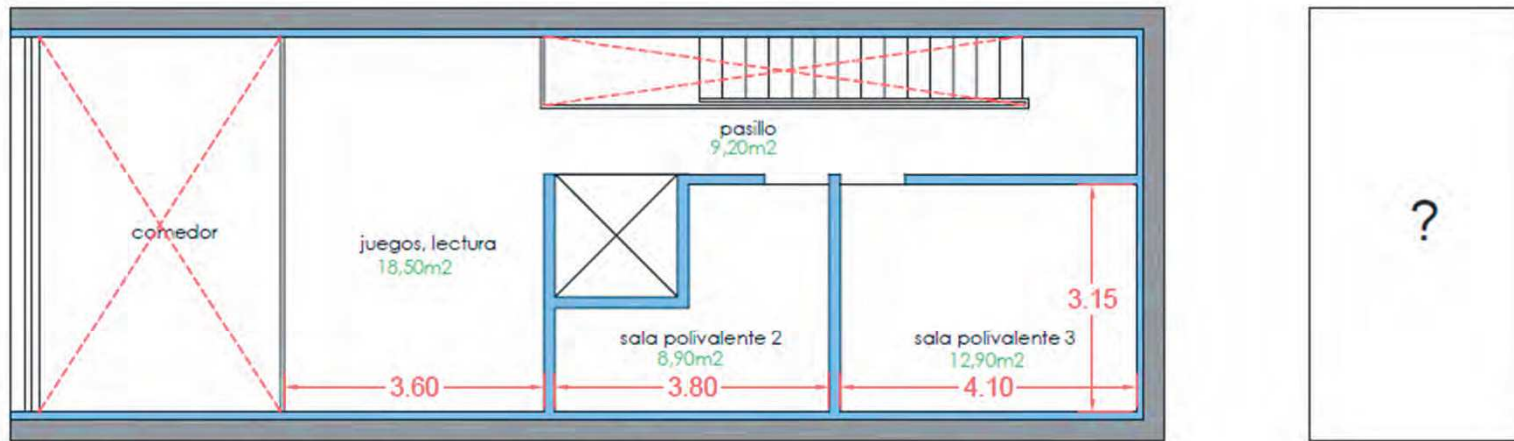 pasillo
9,20m2
comedor
juegos, lectura
18,50m2
?
3.15
sala polivalente 2
8,90m2
sala polivalente 3
12,90m2
3.60
3.80
4.10